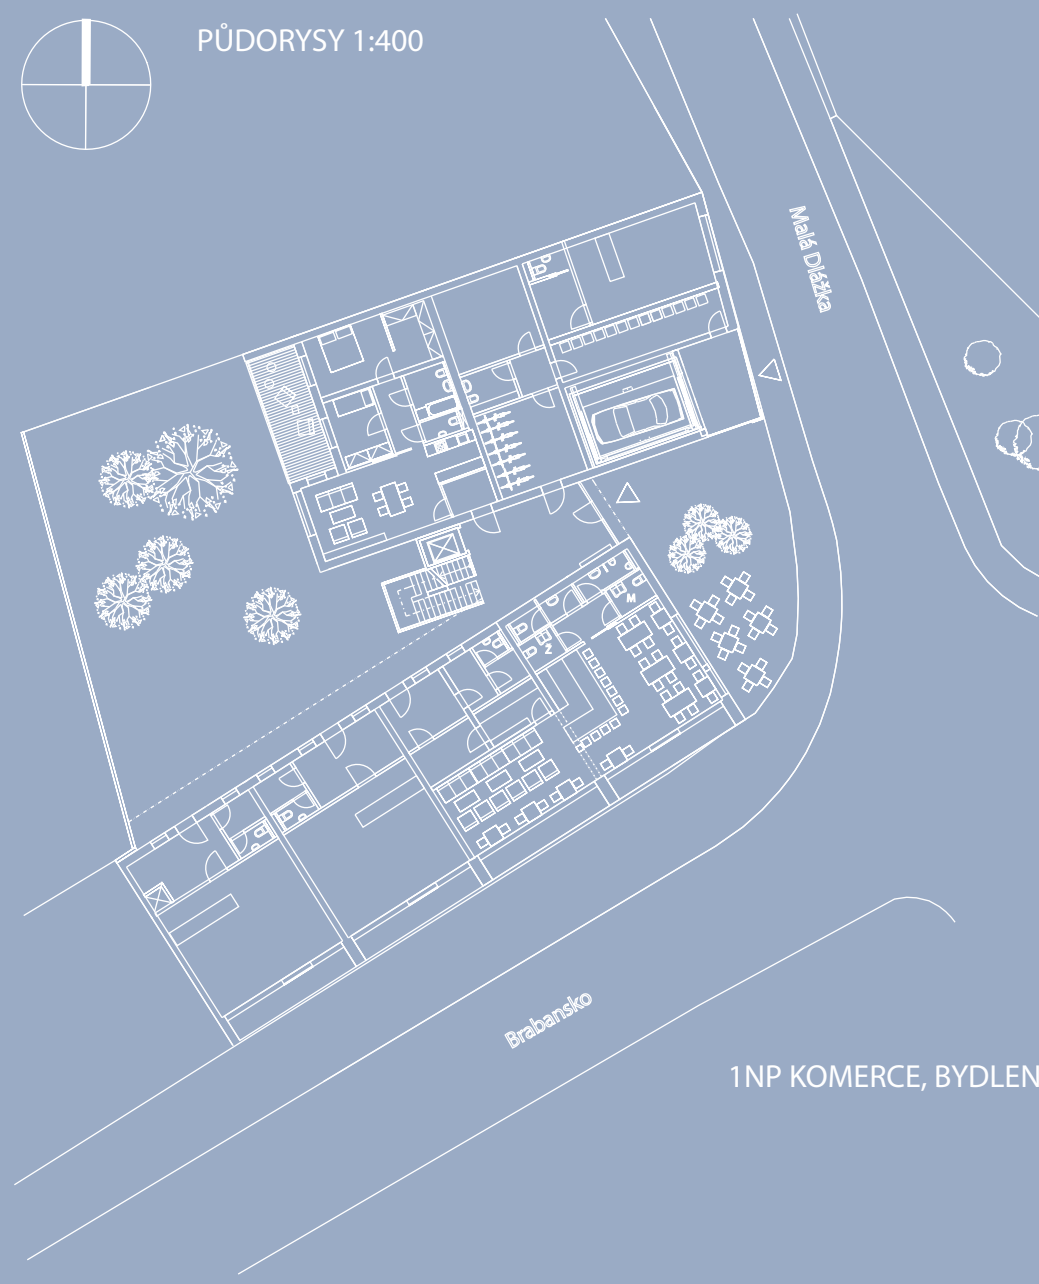 PŮDORYSY 1:400
Malá Dlážka
M
Ž
Brabansko
1NP KOMERCE, BYDLEN